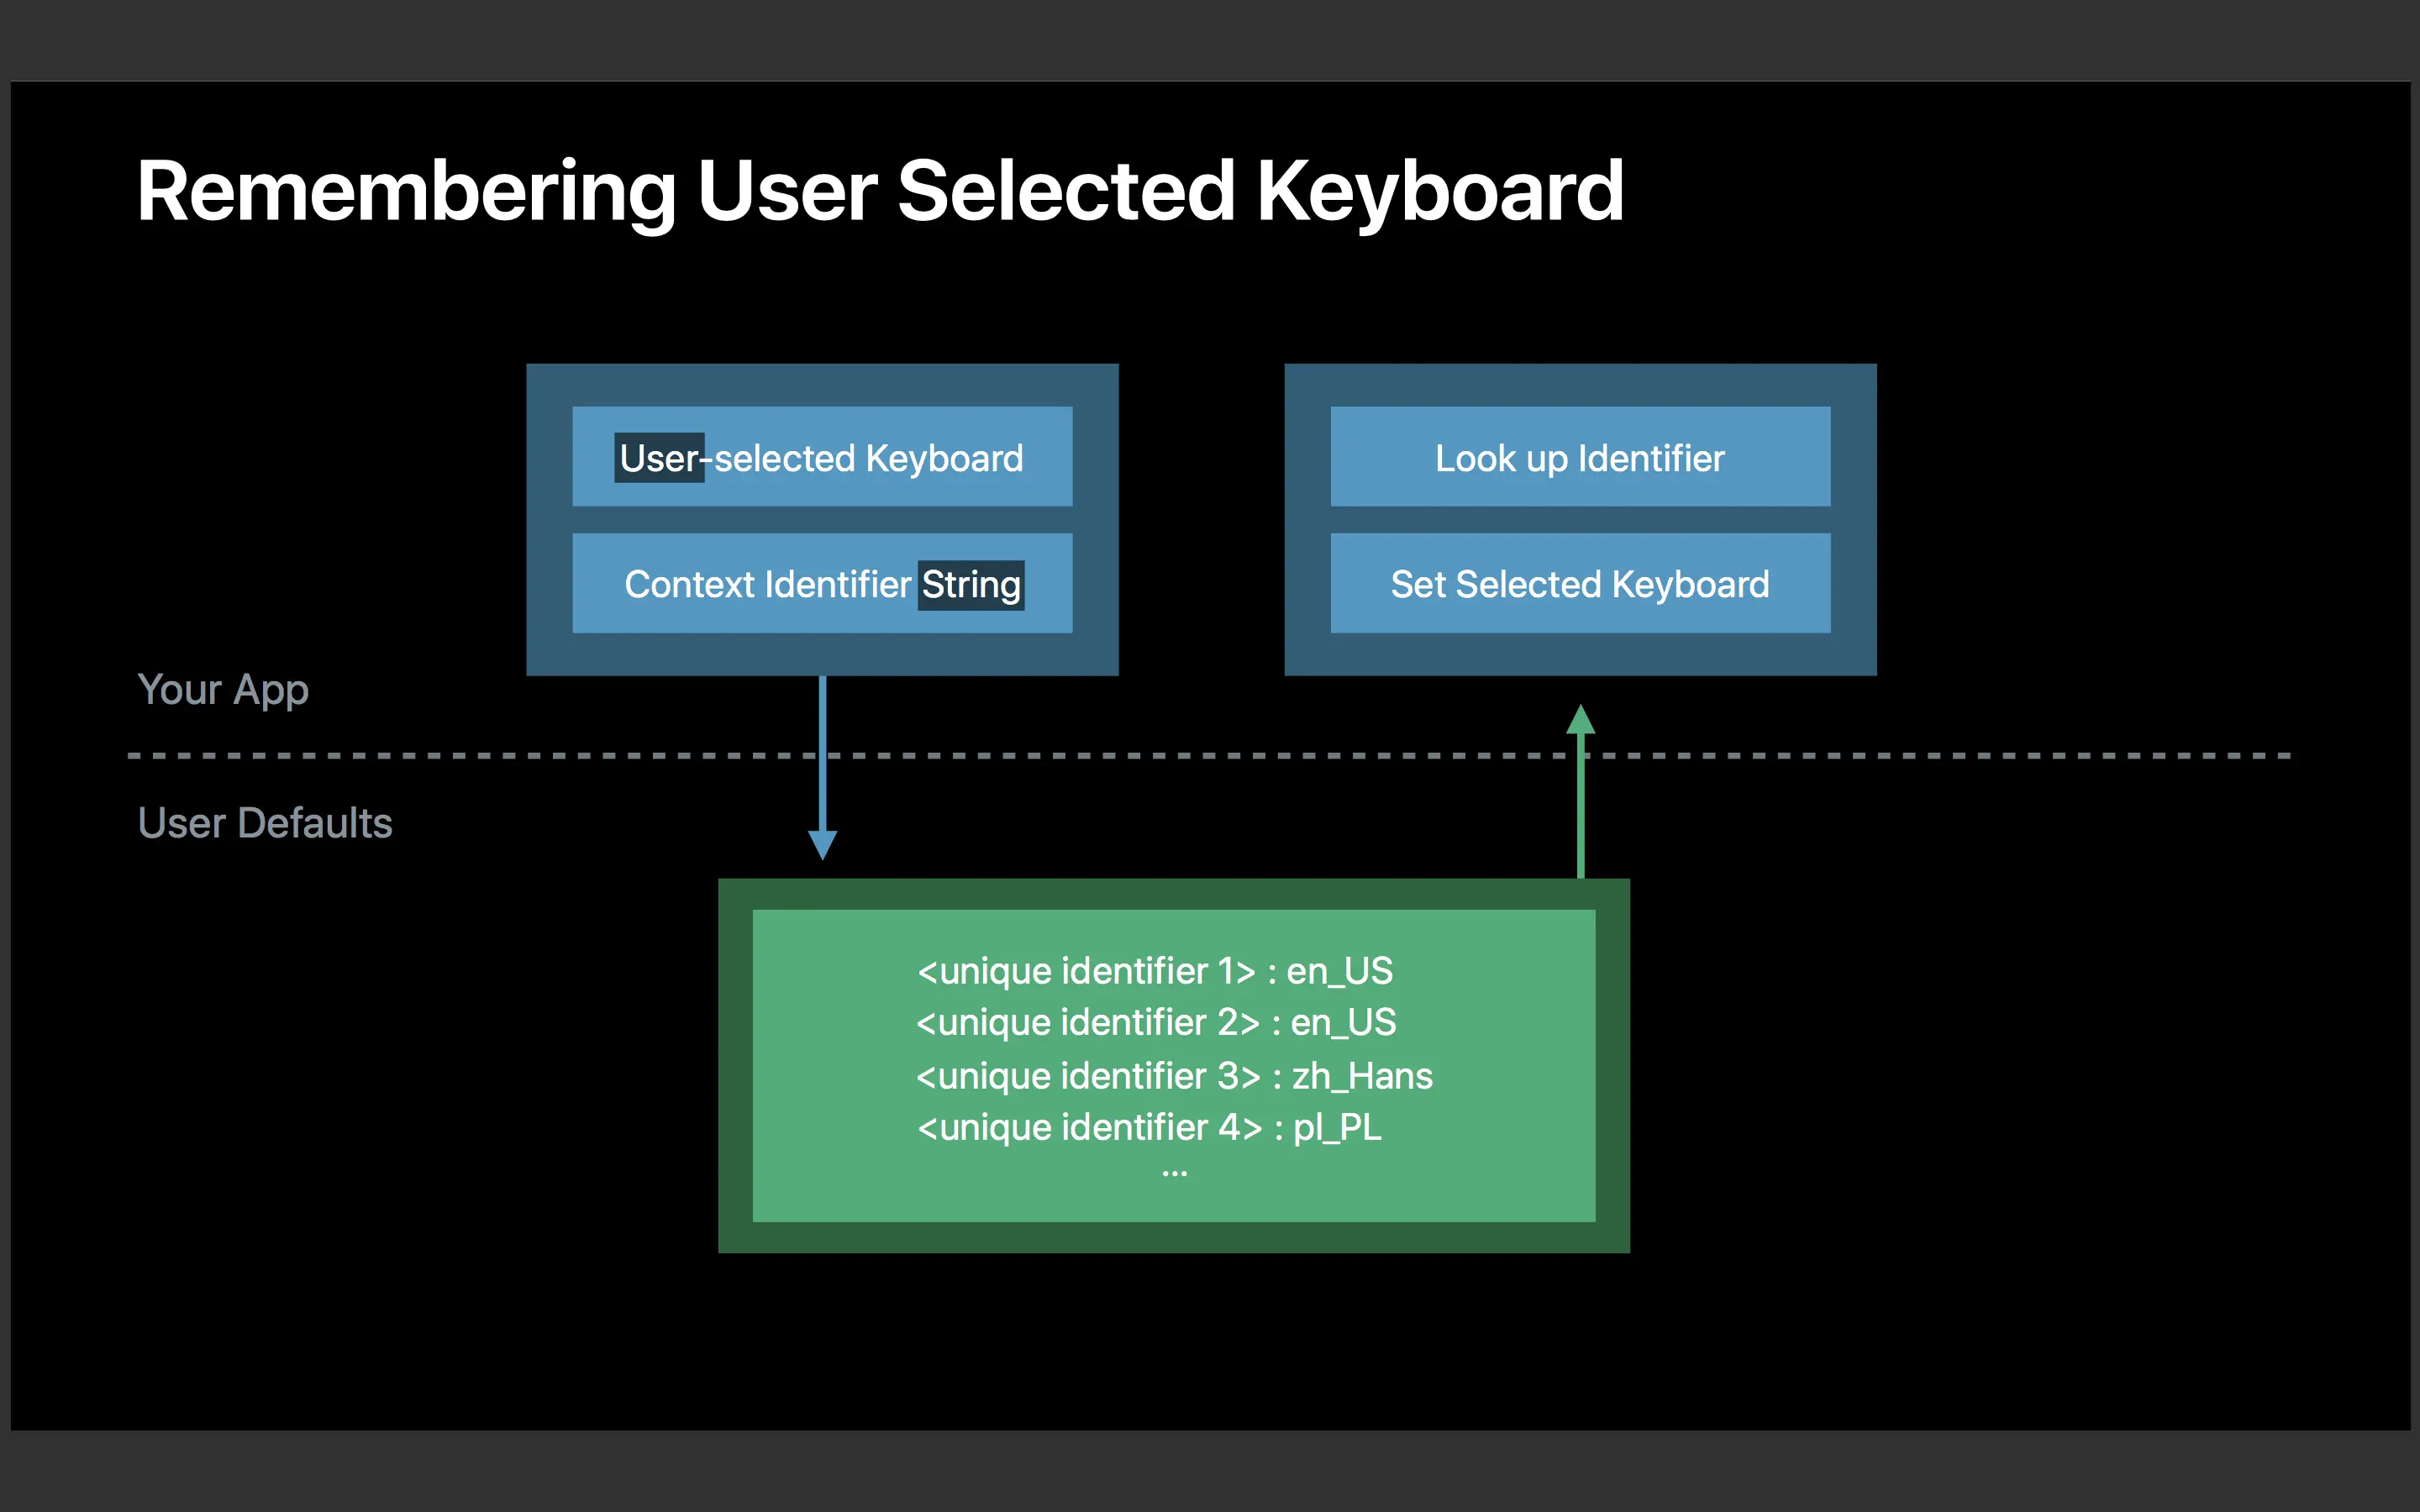 Remembering User Selected Keyboard
User-selected Keyboard
Context Identifier String
Look up Identifier
Set Selected Keyboard
Your App
User Defaults
<unique identifier 1> : en_US
<unique identifier 2> : en_US
<unique identifier 3> : zh_Hans
<unique identifier 4> : pl_PL
...